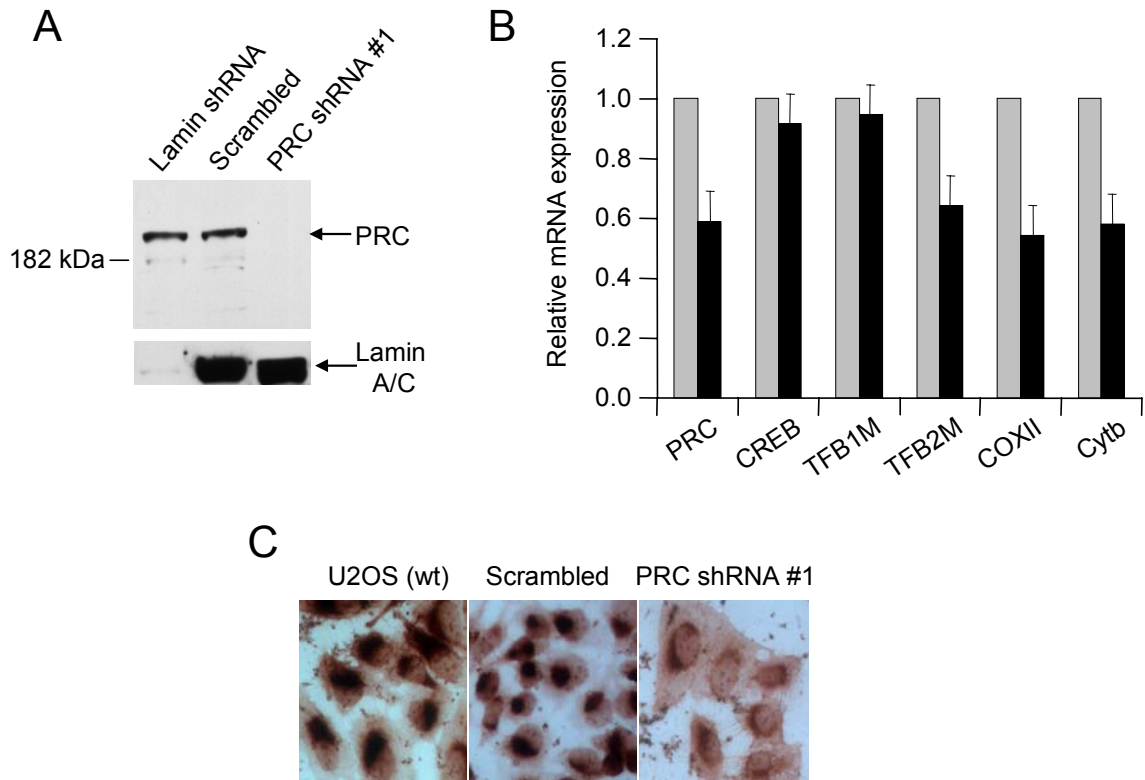 A
Lamin shRNA
Scrambled
PRC shRNA #1
PRC
182 kDa
Lamin
A/C
B
Relative mRNA expression
1.2
1.0
0.8
0.6
0.4
0.2
0.0
PRC
CREB
TFB1M
TFB2M
COXII
Cytb
C
U2OS (wt)
Scrambled
PRC shRNA #1